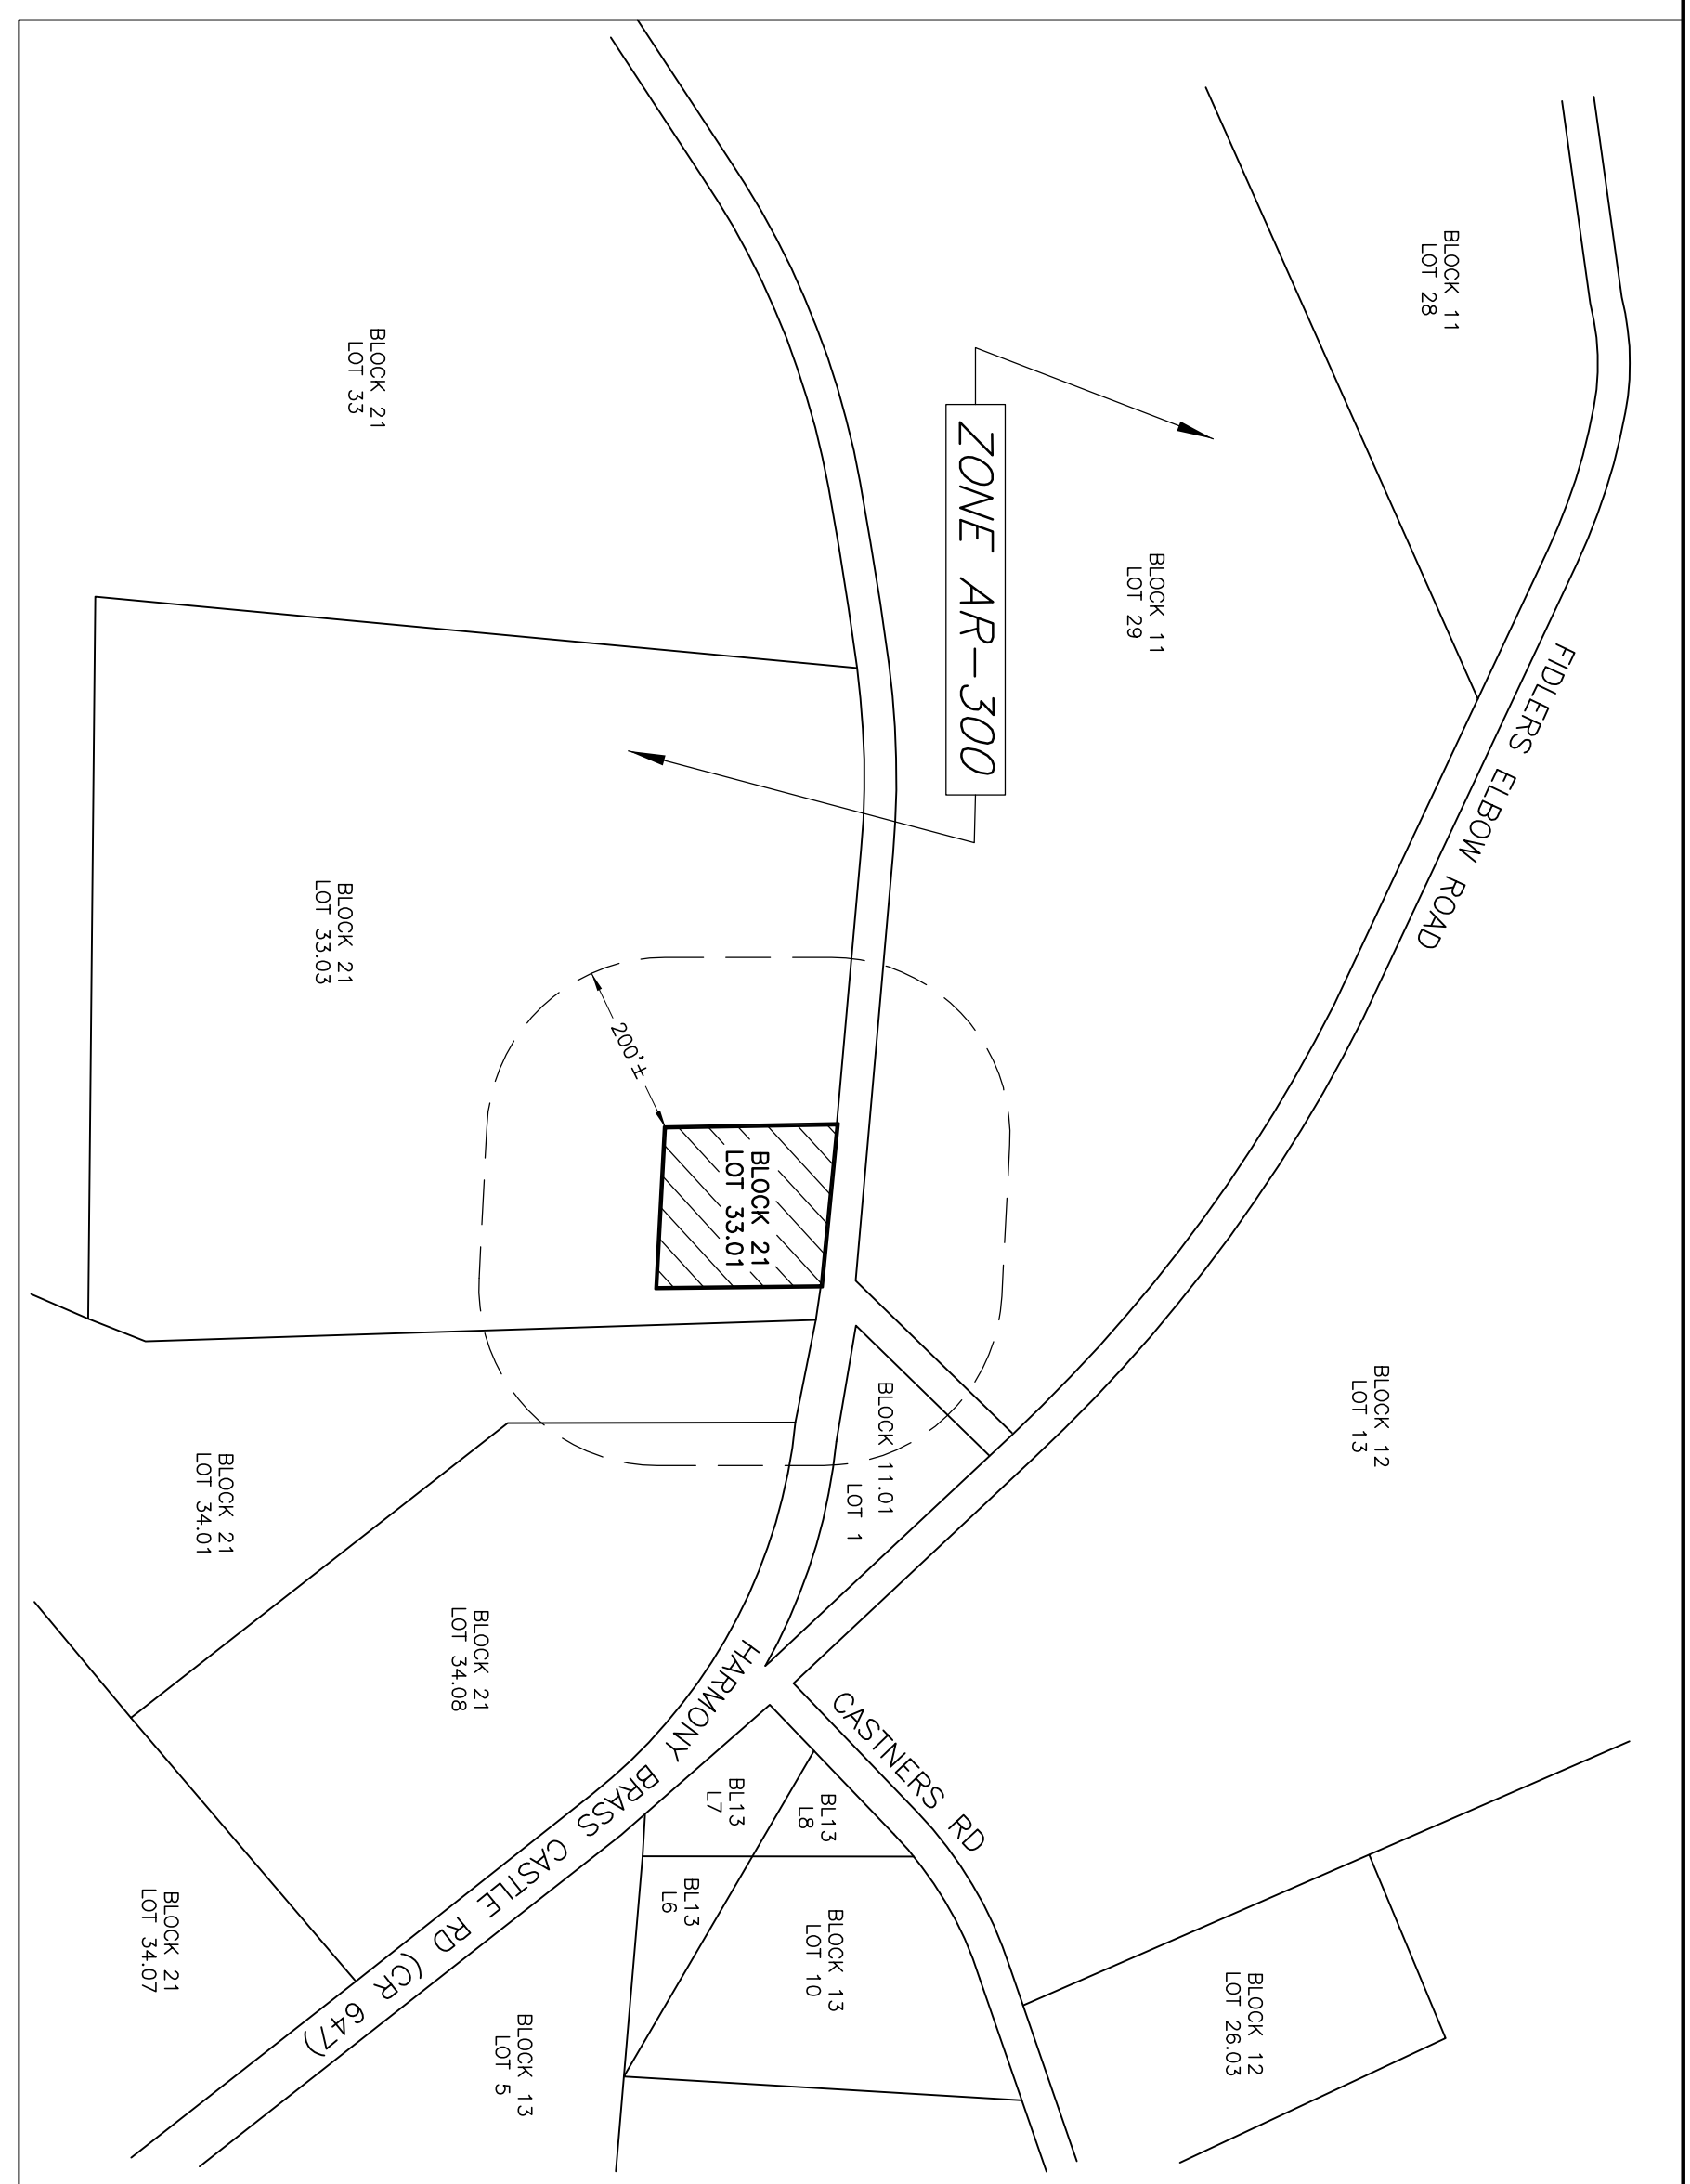 BLOCK 11
LOT 28
FIDLERS ELBOW ROAD
BLOCK 11
LOT 29
ZONE AR-300
BLOCK 21
LOT 33
BLOCK 21
LOT 33.03
200'±
BLOCK 21
LOT 33.01
BLOCK 12
LOT 13
BLOCK 11.01
LOT 1
BLOCK 21
LOT 34.01
BLOCK 21
LOT 34.08
HARMONY BRASS CASTLE RD (CR 647)
CASTNERS RD
BL13
L7
BL13
L8
BL13
L6
BLOCK 13
LOT 10
BLOCK 12
LOT 26.03
BLOCK 13
LOT 5
BLOCK 21
LOT 34.07